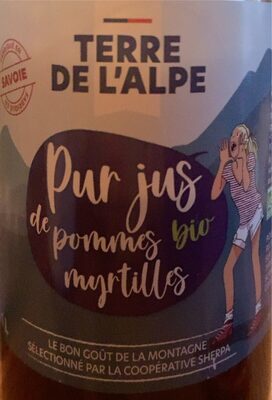 TERRE
DE L'ALPE
SAVOIE
Pur jus
de pommes bio
myrtilles
LE BON GOÛT DE LA MONTAGNE
SÉLECTIONNÉ PAR LA COOPÉRATIVE SHERPA